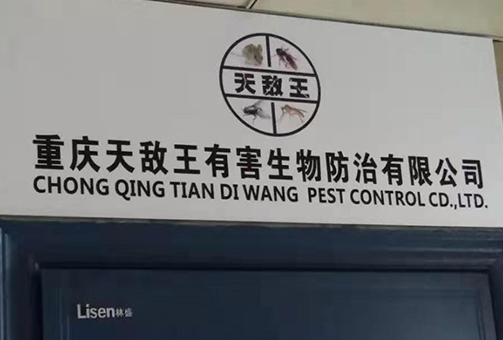 天敌王
重庆天敌王有害生物防治有限公司
CHONG QING TIAN DI WANG PEST CONTROL CD.,LTD.
Lisen林盛